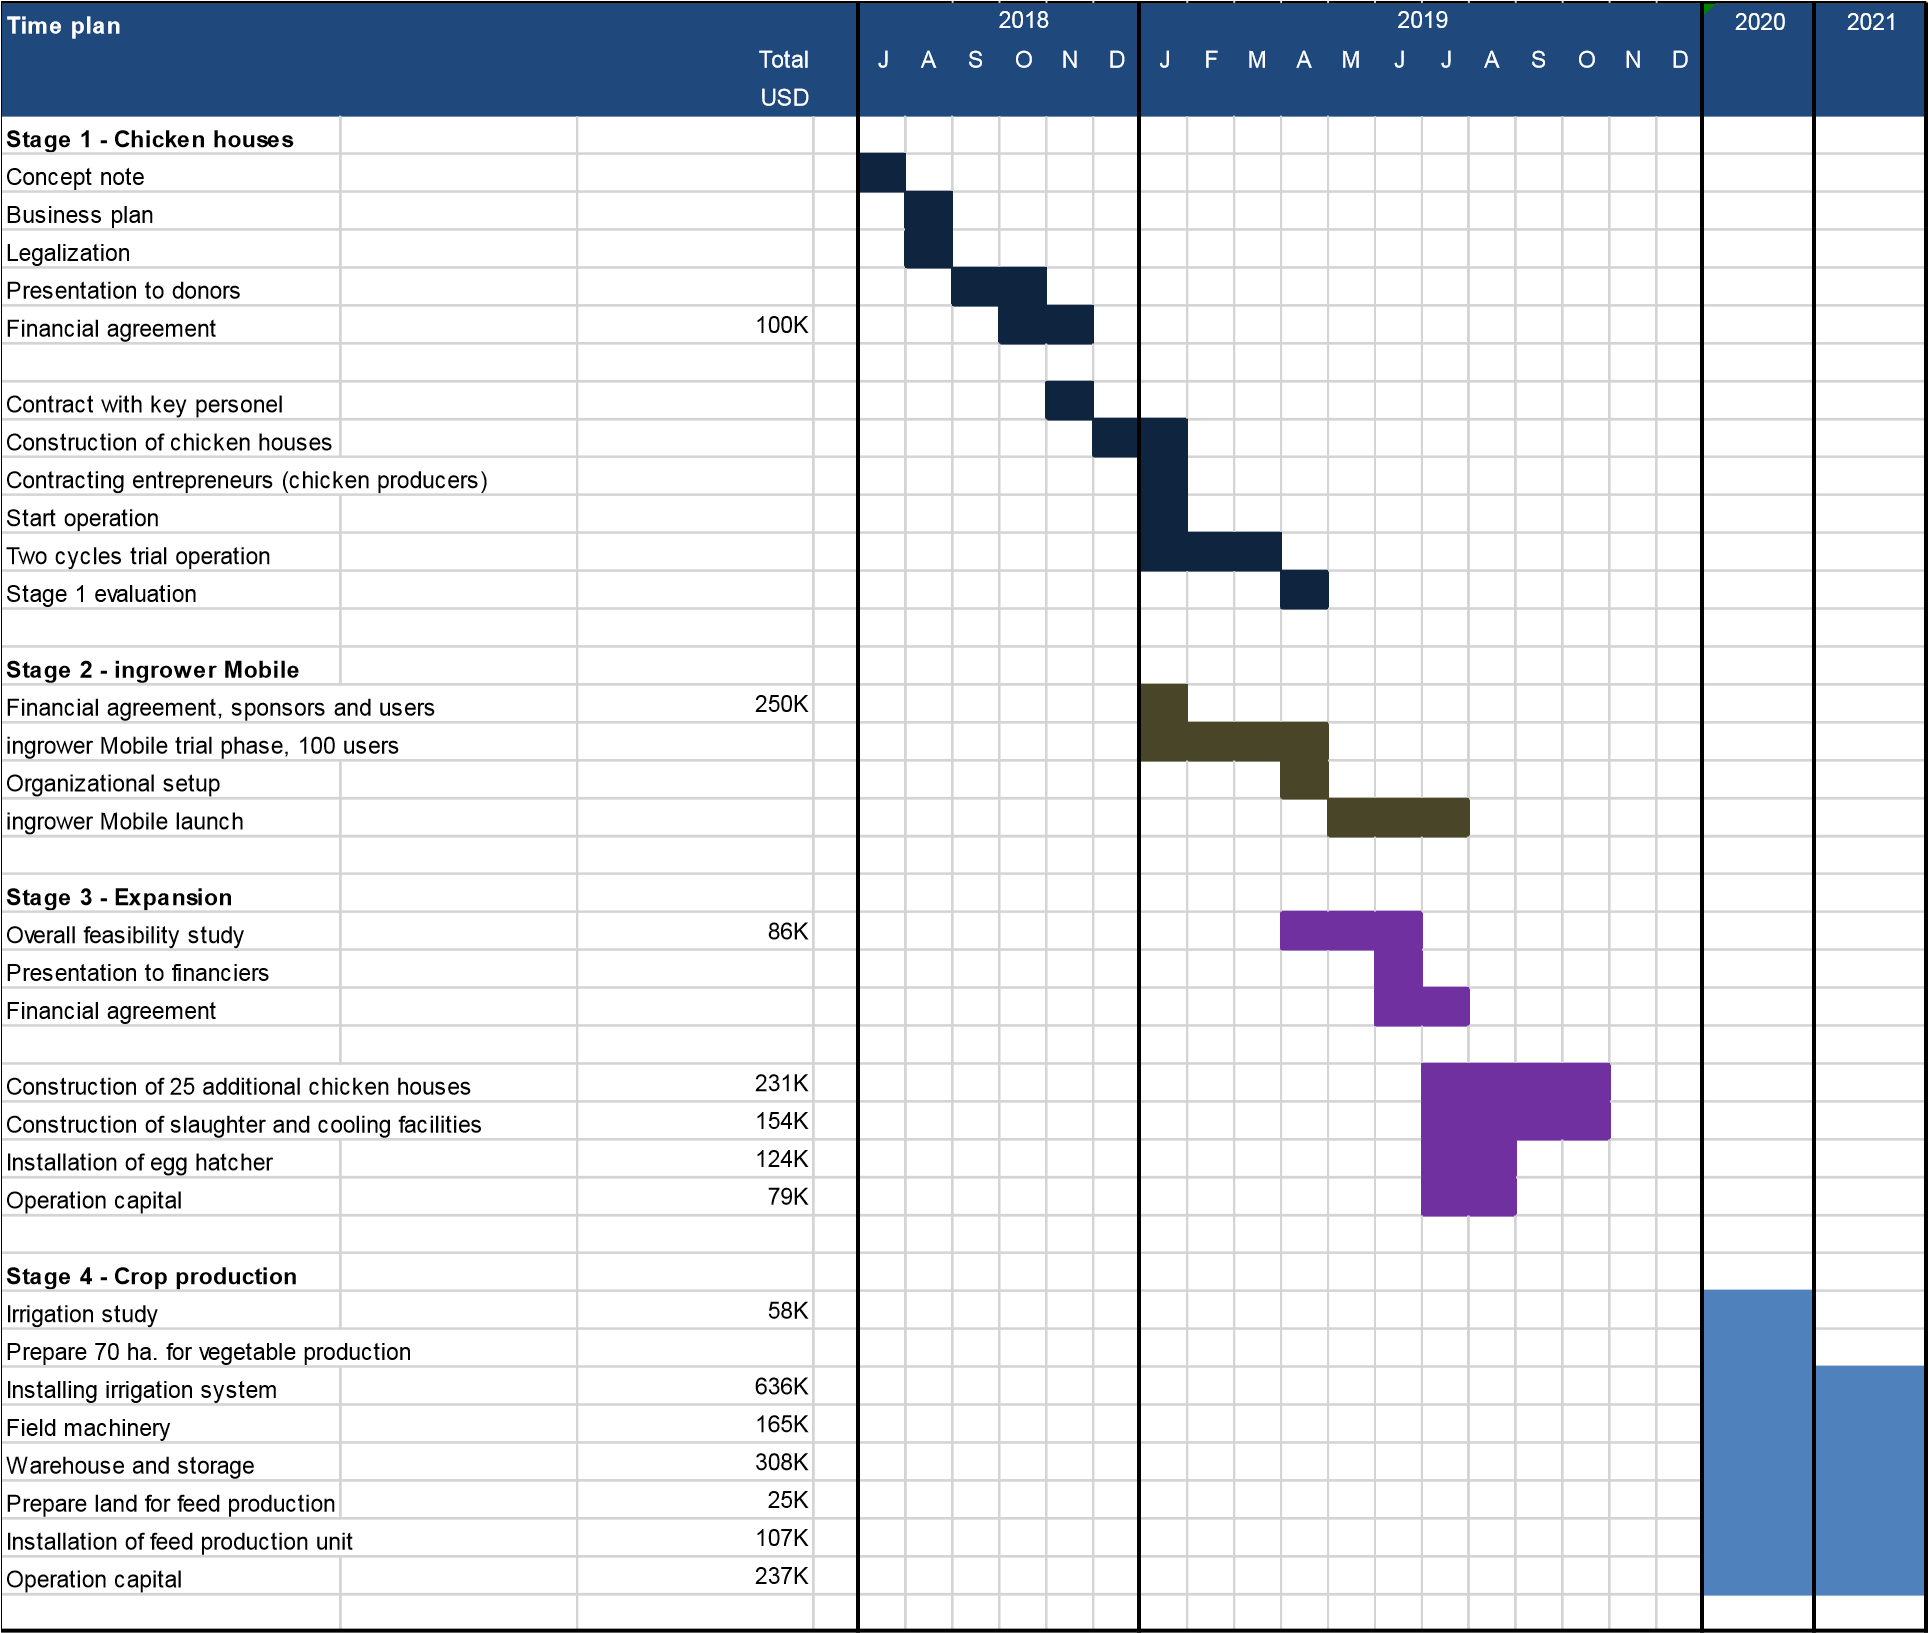 Time plan
2018 2019 2020 2021
Total J A S O N D J F M A M J J A S O N D
USD
Stage 1 - Chicken houses
Concept note
Business plan
Legalization
Presentation to donors
Financial agreement 100K
Contract with key personel
Construction of chicken houses
Contracting entrepreneurs (chicken producers)
Start operation
Two cycles trial operation
Stage 1 evaluation
Stage 2 - ingrower Mobile
Financial agreement, sponsors and users 250K
ingrower Mobile trial phase, 100 users
Organizational setup
ingrower Mobile launch
Stage 3 - Expansion
Overall feasibility study 86K
Presentation to financiers
Financial agreement
Construction of 25 additional chicken houses 231K
Construction of slaughter and cooling facilities 154K
Installation of egg hatcher 124K
Operation capital 79K
Stage 4 - Crop production
Irrigation study 58K
Prepare 70 ha. for vegetable production
Installing irrigation system 636K
Field machinery 165K
Warehouse and storage 308K
Prepare land for feed production 25K
Installation of feed production unit 107K
Operation capital 237K